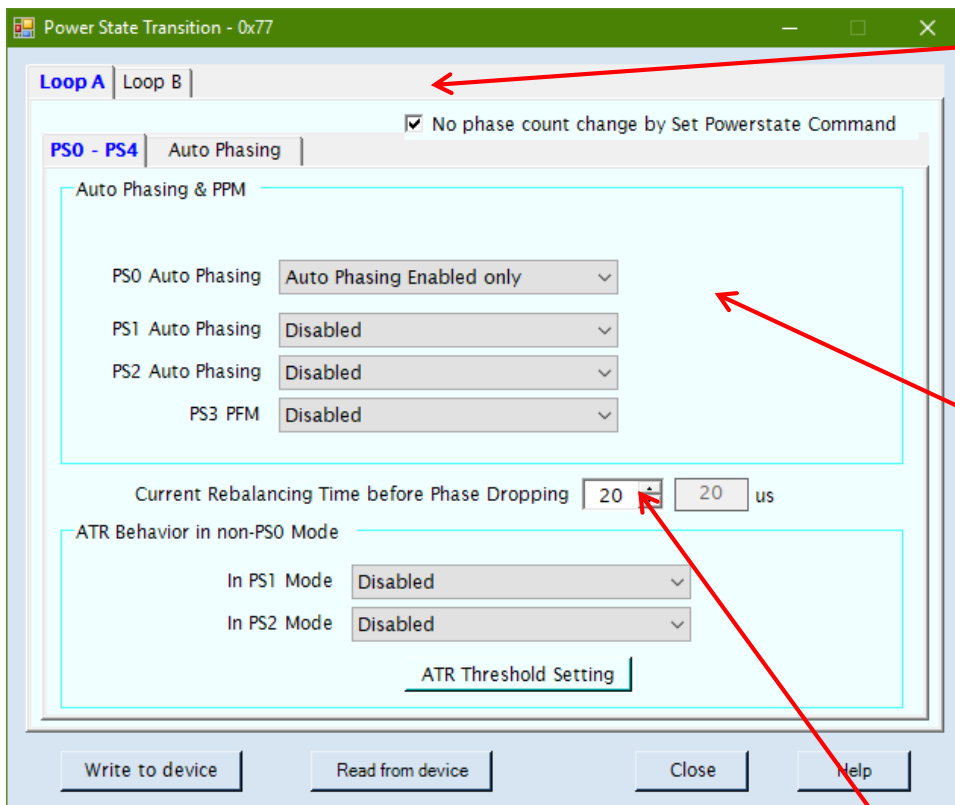 Power State Transition - 0x77
Loop A Loop B
No phase count change by Set Powerstate Command
PS0 - PS4 Auto Phasing
Auto Phasing & PPM
PS0 Auto Phasing Auto Phasing Enabled only
PS1 Auto Phasing Disabled
PS2 Auto Phasing Disabled
PS3 PFM Disabled
Current Rebalancing Time before Phase Dropping 20 20 us
ATR Behavior in non-PS0 Mode
In PS1 Mode Disabled
In PS2 Mode Disabled
ATR Threshold Setting
Write to device Read from device Close Help